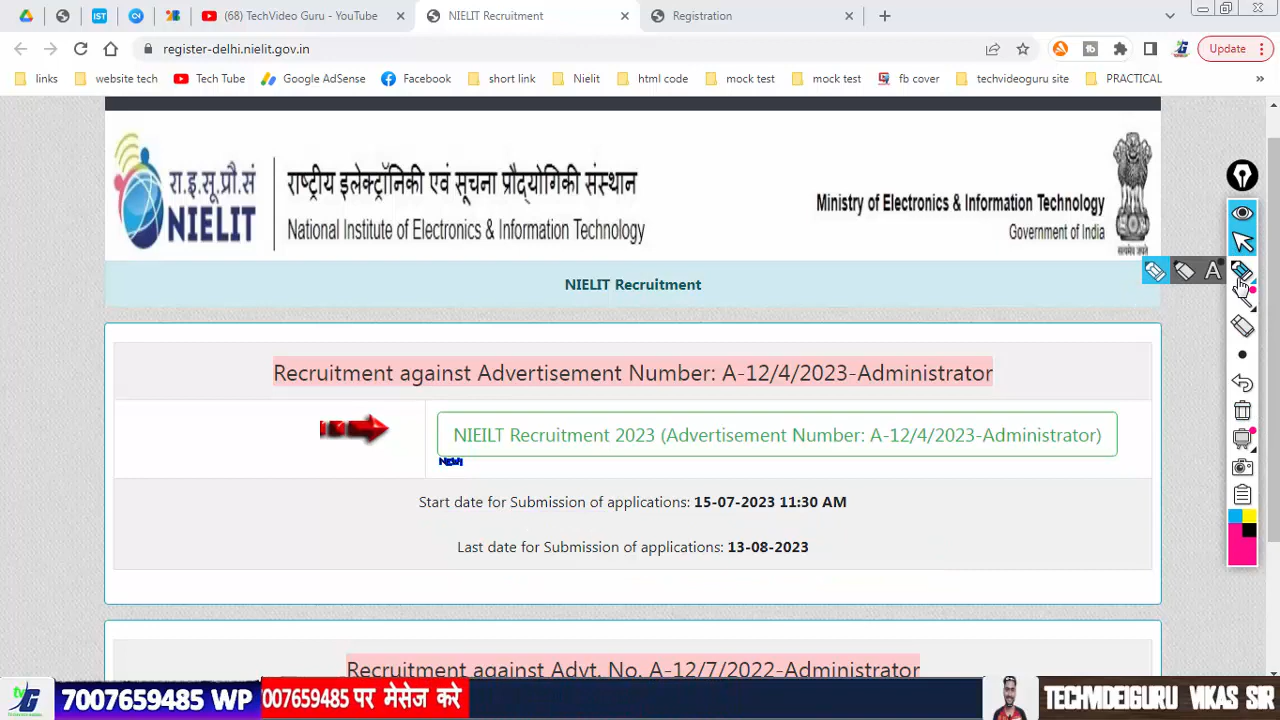 (68) TechVideo Guru - YouTube
NIELIT Recruitment
Registration
register-delhi.nielit.gov.in
Update
links
website tech
Tech Tube
Google AdSense
Facebook
short link
Nielit
html code
mock test
mock test
fb cover
techvideoguru site
PRACTICAL
रा.इ.सू.प्रौ.सं
NIELIT
राष्ट्रीय इलेक्ट्रॉनिकी एवं सूचना प्रौद्योगिकी संस्थान
National Institute of Electronics & Information Technology
Ministry of Electronics & Information Technology
Government of India
सत्यमेव जयते
NIELIT Recruitment
Recruitment against Advertisement Number: A-12/4/2023-Administrator
NIEILT Recruitment 2023 (Advertisement Number: A-12/4/2023-Administrator)
NEW!
Start date for Submission of applications: 15-07-2023 11:30 AM
Last date for Submission of applications: 13-08-2023
Recruitment against Advt. No. A-12/7/2022-Administrator
7007659485 WP
007659485 पर मेसेज करे
TECHVIDEIGURU VIKAS SIR